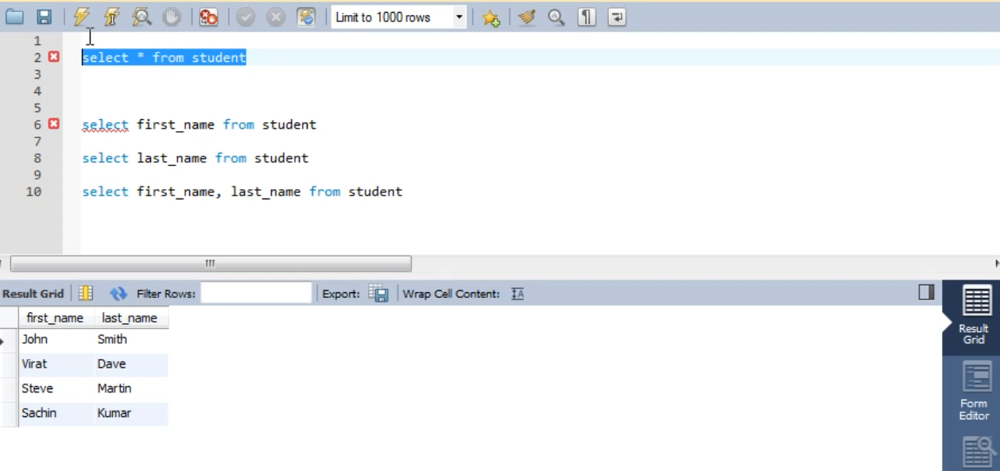 Limit to 1000 rows
1
2 select * from student
3
4
5
6 select first_name from student
7
8 select last_name from student
9
10 select first_name, last_name from student
Result Grid Filter Rows: Export: Wrap Cell Content:
first_name last_name
John Smith
Virat Dave
Steve Martin
Sachin Kumar
Result
Grid
Form
Editor